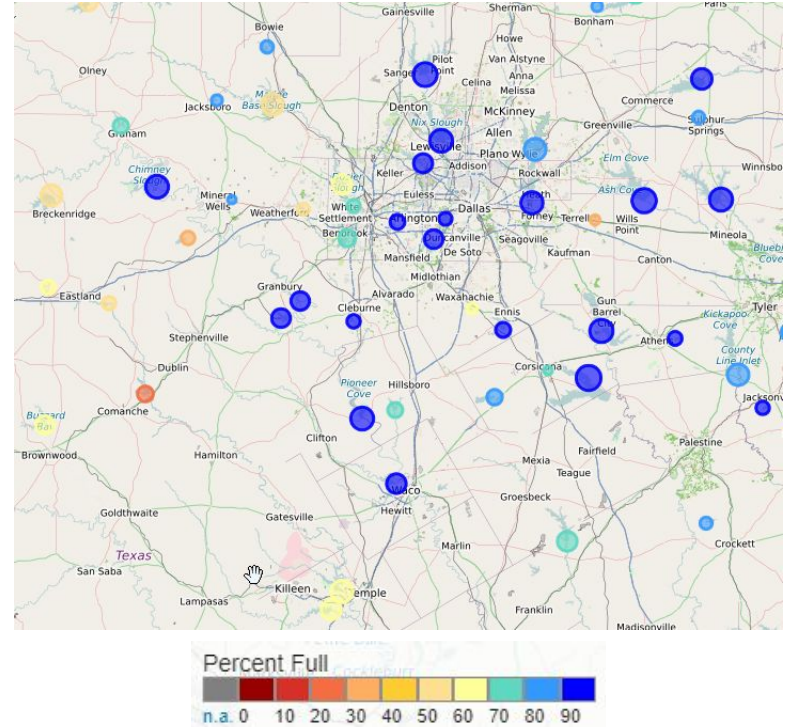 Gainesville
Sherman
Paris
Bowie
Bonham
Howe
Olney
Pilot
Point
Van Alstyne
Sange
Celina
Anna
Melissa
Commerce
Jacksboro
Denton
McKinney
Nix Slough
Greenville
Sulphur
Springs
Graham
Allen
Lewisville
Plano
Wylie
Elm Cove
Chimney
Slough
Keller
Addison
Rockwall
Winnsbo
Euless
Ash Cove
Breckenridge
Mineral
Wells
Weatherford
White
Settlement
Arlington
Dallas
Forney
Terrell
Wills
Point
Benbrook
Duncanville
Seagoville
Mineola
De Soto
Kaufman
Mansfield
Canton
Blueb
Cove
Midlothian
Eastland
Granbury
Alvarado
Waxahachie
Gun
Barrel
City
Tyler
Cleburne
Ennis
Kickapoo
Cove
Stephenville
Athens
County
Line Inlet
Dublin
Corsicana
Pioneer
Cove
Hillsboro
Comanche
Jacksonv
Clifton
Palestine
Brownwood
Hamilton
Mexia
Fairfield
Teague
Waco
Groesbeck
Goldthwaite
Hewitt
Gatesville
Texas
Marlin
Crockett
San Saba
Killeen
Temple
Lampasas
Franklin
Madisonville
Percent Full
n.a. 0 10 20 30 40 50 60 70 80 90